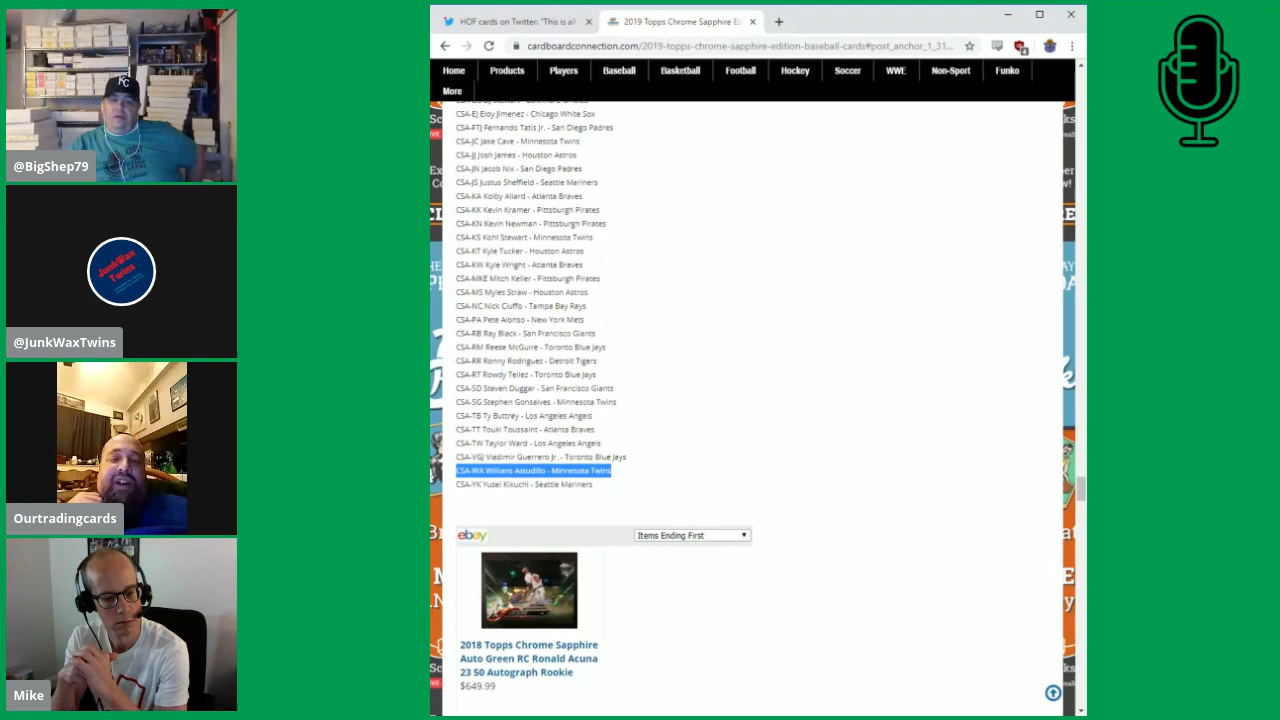 @BigShep79
JunkWax
Twins
@JunkWaxTwins
Ourtradingcards
Mike
HOF cards on Twitter: "This is all
2019 Topps Chrome Sapphire Ed
cardboardconnection.com/2019-topps-chrome-sapphire-edition-baseball-cards#post_anchor_1_31...
Home Products Players Baseball Basketball Football Hockey Soccer WWE Non-Sport Funko
More
CSA-EJ Eloy Jimenez - Chicago White Sox
CSA-FTJ Fernando Tatis Jr. - San Diego Padres
CSA-JC Jake Cave - Minnesota Twins
CSA-JJ Josh James - Houston Astros
CSA-JN Jacob Nix - San Diego Padres
CSA-JS Justus Sheffield - Seattle Mariners
CSA-KA Kolby Allard - Atlanta Braves
CSA-KK Kevin Kramer - Pittsburgh Pirates
CSA-KN Kevin Newman - Pittsburgh Pirates
CSA-KS Kohl Stewart - Minnesota Twins
CSA-KT Kyle Tucker - Houston Astros
CSA-KW Kyle Wright - Atlanta Braves
CSA-MKE Mitch Keller - Pittsburgh Pirates
CSA-MS Myles Straw - Houston Astros
CSA-NC Nick Ciuffo - Tampa Bay Rays
CSA-PA Pete Alonso - New York Mets
CSA-RB Ray Black - San Francisco Giants
CSA-RM Reese McGuire - Toronto Blue Jays
CSA-RR Ronny Rodriguez - Detroit Tigers
CSA-RT Rowdy Tellez - Toronto Blue Jays
CSA-SD Steven Duggar - San Francisco Giants
CSA-SG Stephen Gonsalves - Minnesota Twins
CSA-TB Ty Buttrey - Los Angeles Angels
CSA-TT Touki Toussaint - Atlanta Braves
CSA-TW Taylor Ward - Los Angeles Angels
CSA-VGJ Vladimir Guerrero Jr. - Toronto Blue Jays
CSA-WA Willians Astudillo - Minnesota Twins
CSA-YK Yusei Kikuchi - Seattle Mariners
ebay
Items Ending First
2018 Topps Chrome Sapphire
Auto Green RC Ronald Acuna
23 50 Autograph Rookie
$649.99